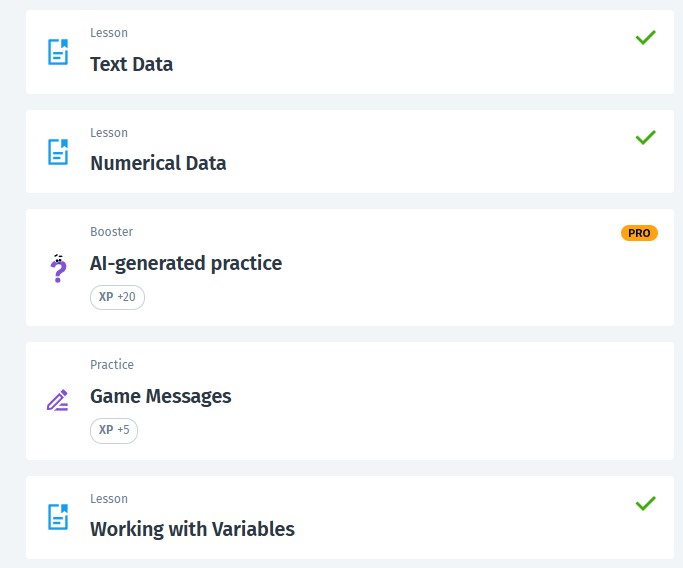 Lesson
Text Data
Lesson
Numerical Data
Booster
PRO
AI-generated practice
XP +20
Practice
Game Messages
XP +5
Lesson
Working with Variables